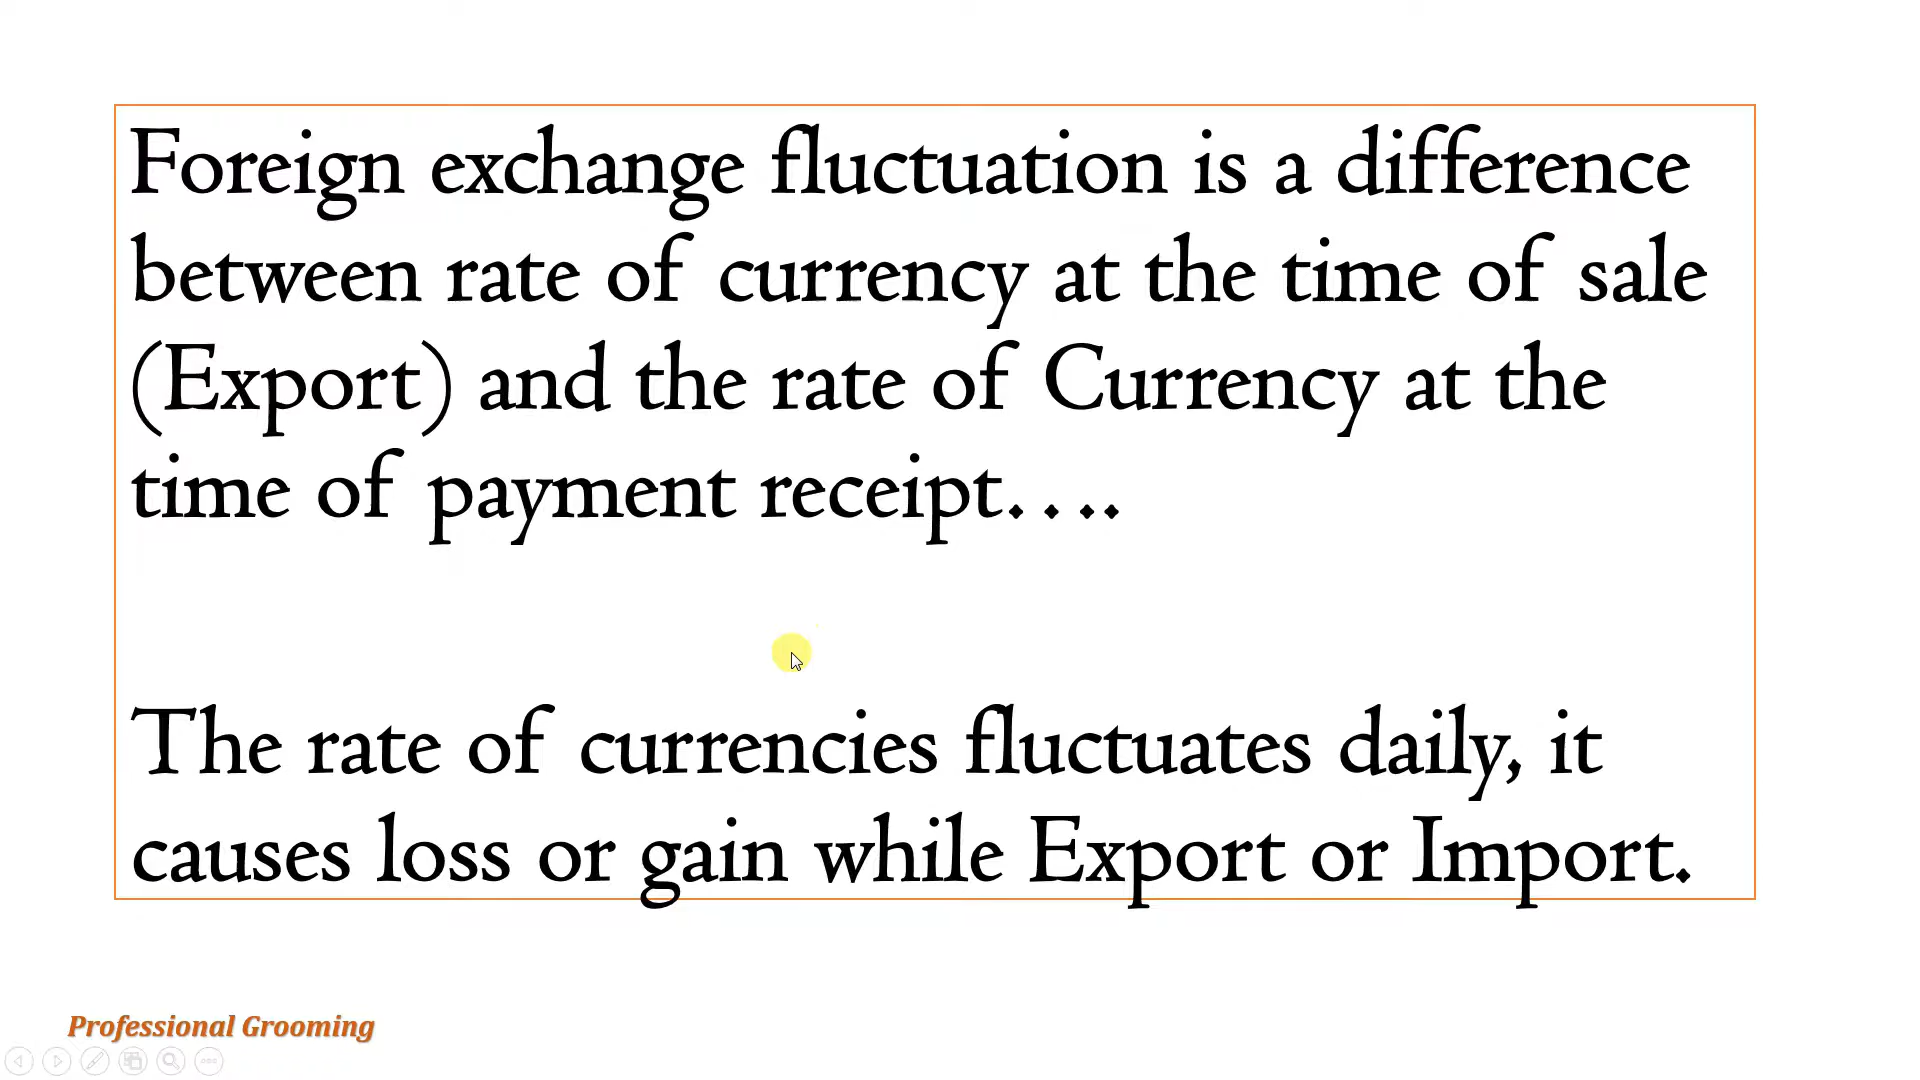 Foreign exchange fluctuation is a difference
between rate of currency at the time of sale
(Export) and the rate of Currency at the
time of payment receipt….
The rate of currencies fluctuates daily, it
causes loss or gain while Export or Import.
Professional Grooming